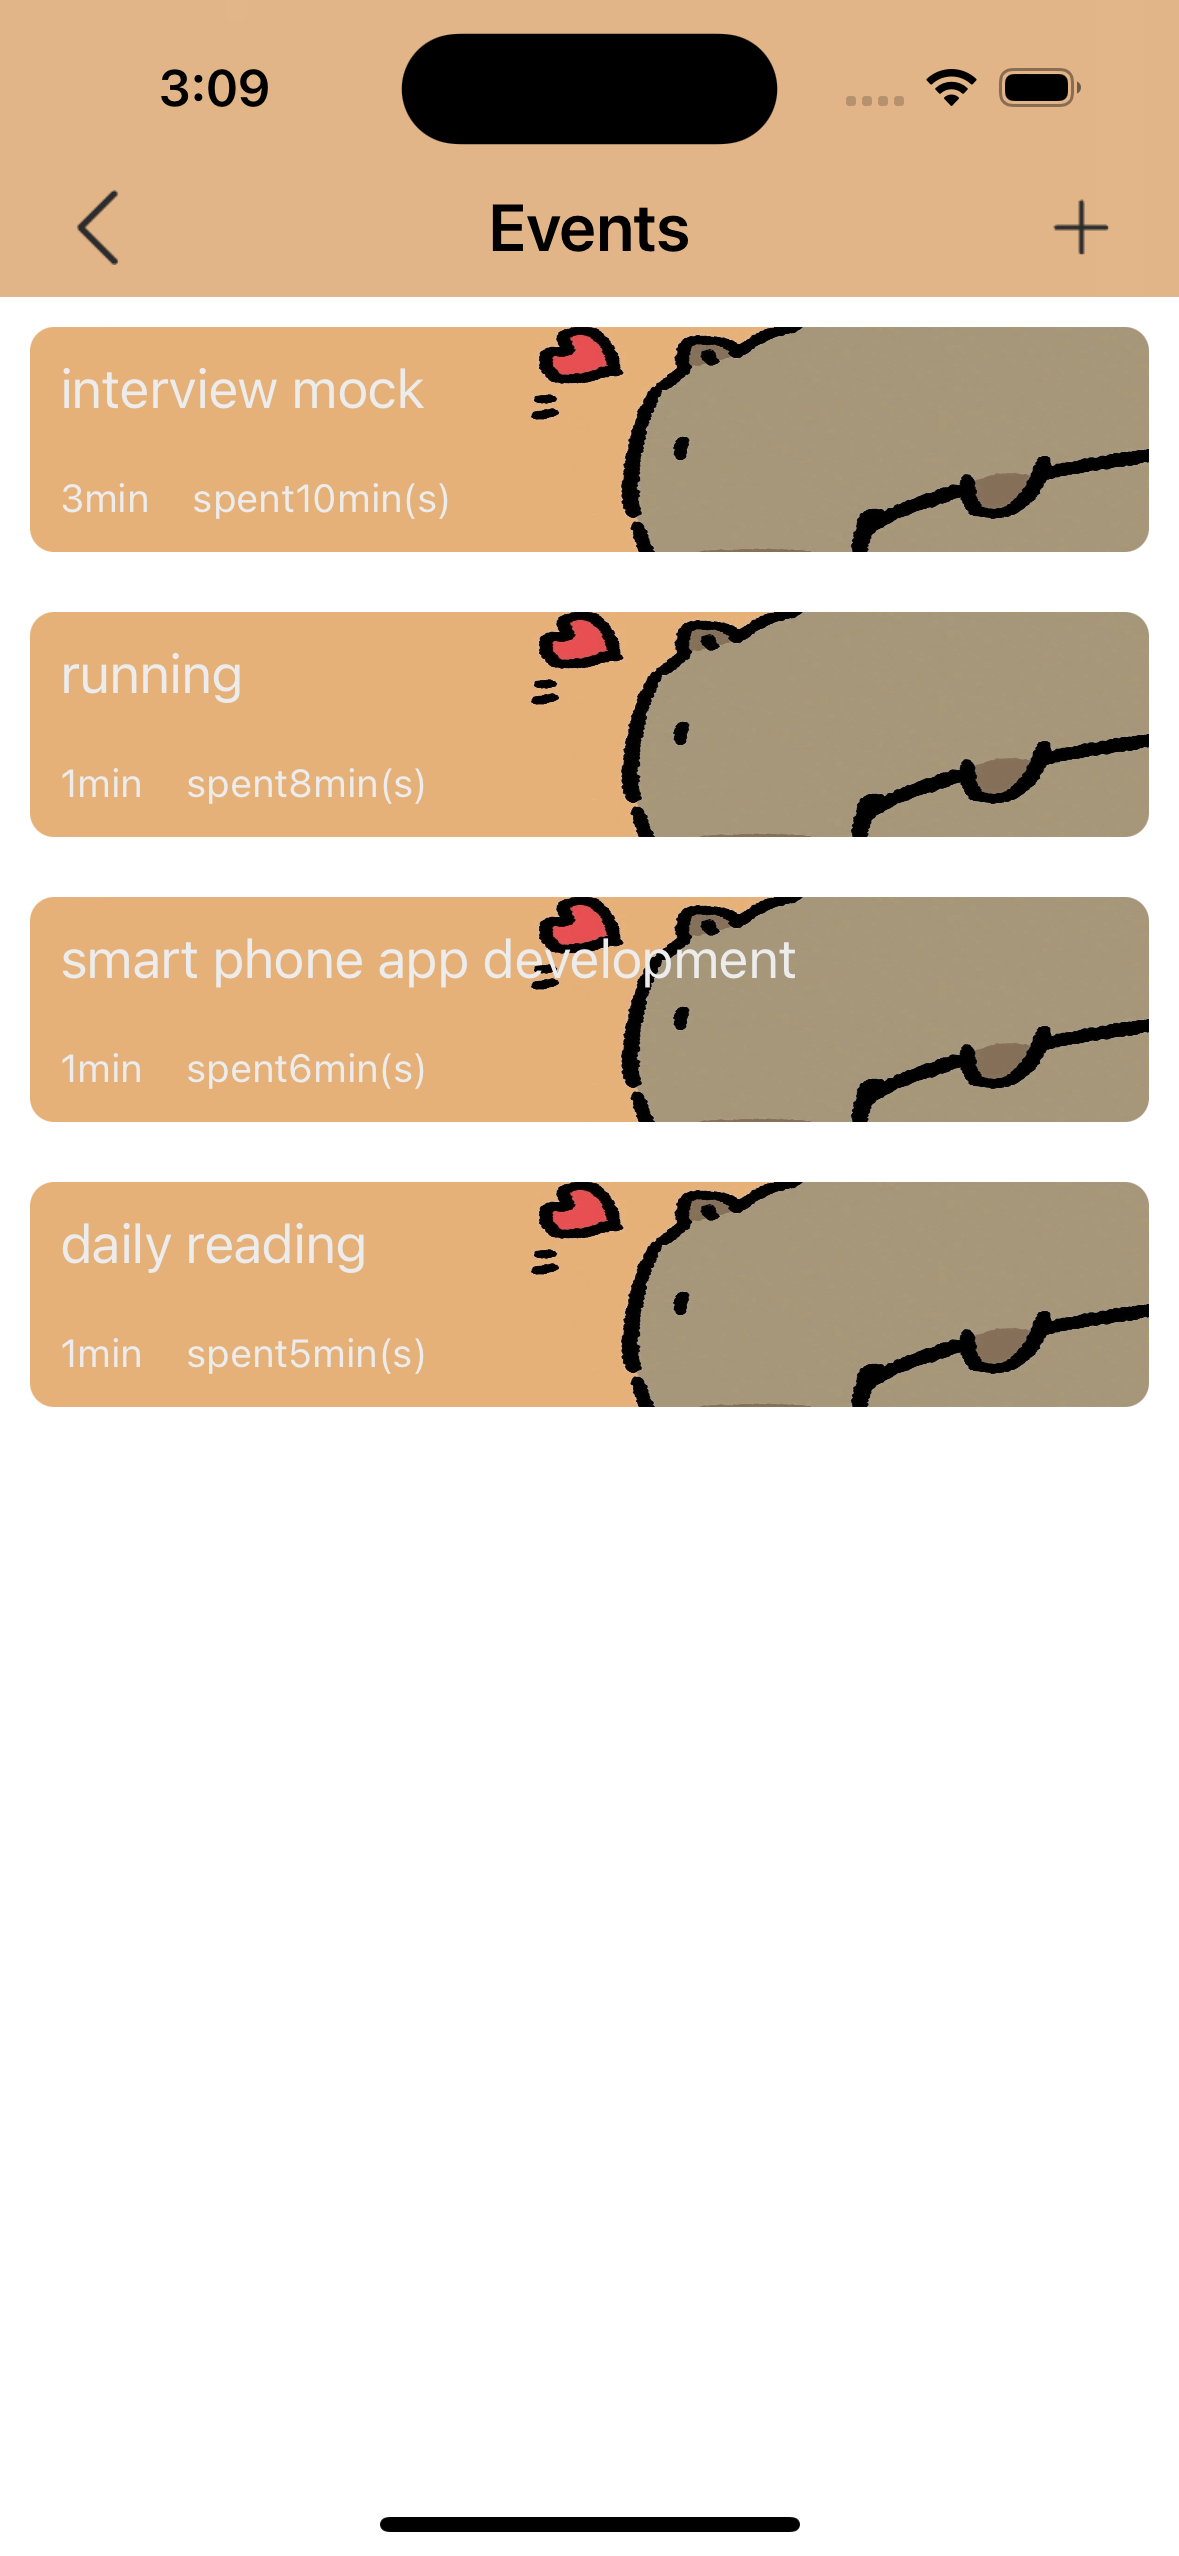 3:09
Events
interview mock
3min spent10min(s)
running
1min spent8min(s)
smart phone app development
1min spent6min(s)
daily reading
1min spent5min(s)